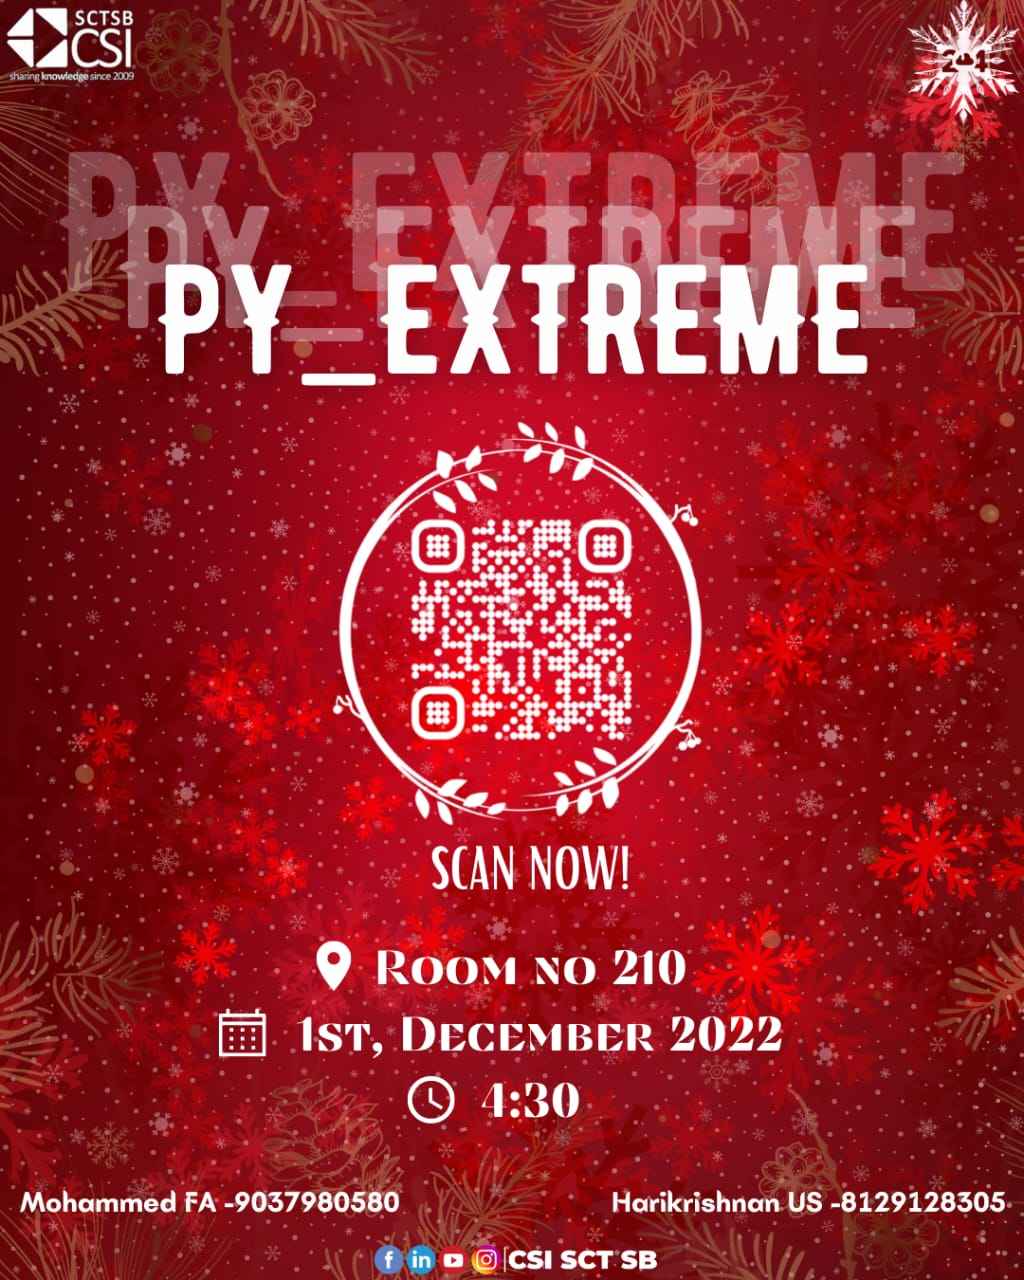 SCTSB
CSI
sharing knowledge since 2009
PY_EXTREME
PY_EXTREME
PY_EXTREME
SCAN NOW!
Room no 210
1st, December 2022
4:30
Mohammed FA -9037980580
Harikrishnan US -8129128305
CSI SCT SB